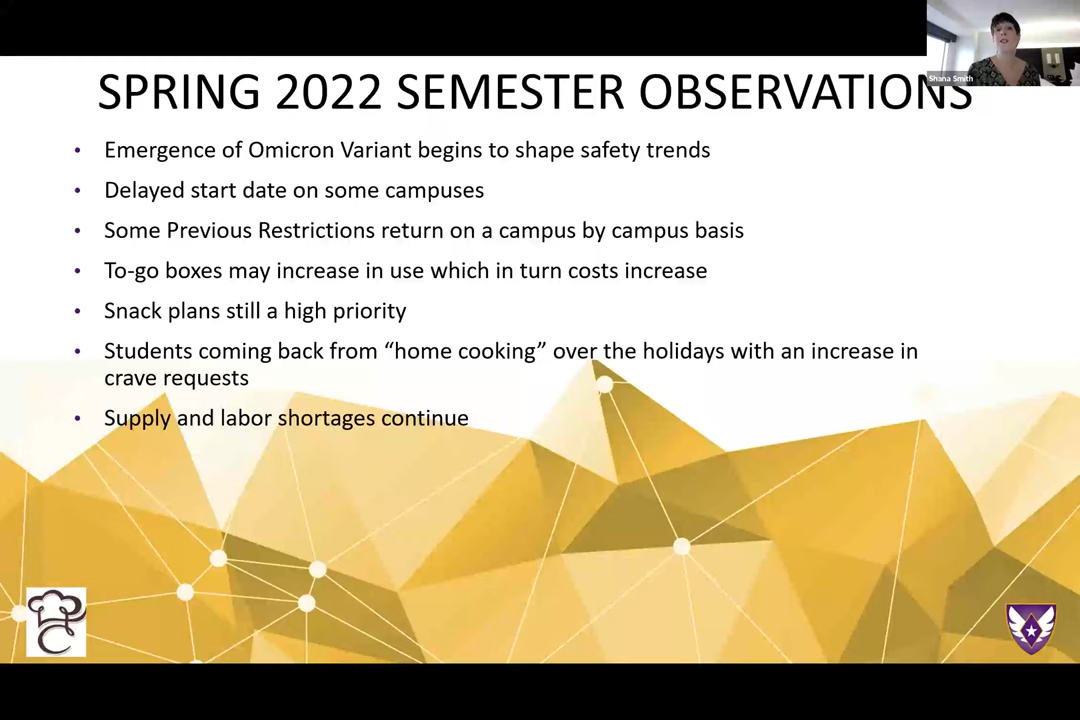 Shana Smith
SPRING 2022 SEMESTER OBSERVATIONS
• Emergence of Omicron Variant begins to shape safety trends
• Delayed start date on some campuses
• Some Previous Restrictions return on a campus by campus basis
• To-go boxes may increase in use which in turn costs increase
• Snack plans still a high priority
• Students coming back from “home cooking” over the holidays with an increase in
crave requests
• Supply and labor shortages continue